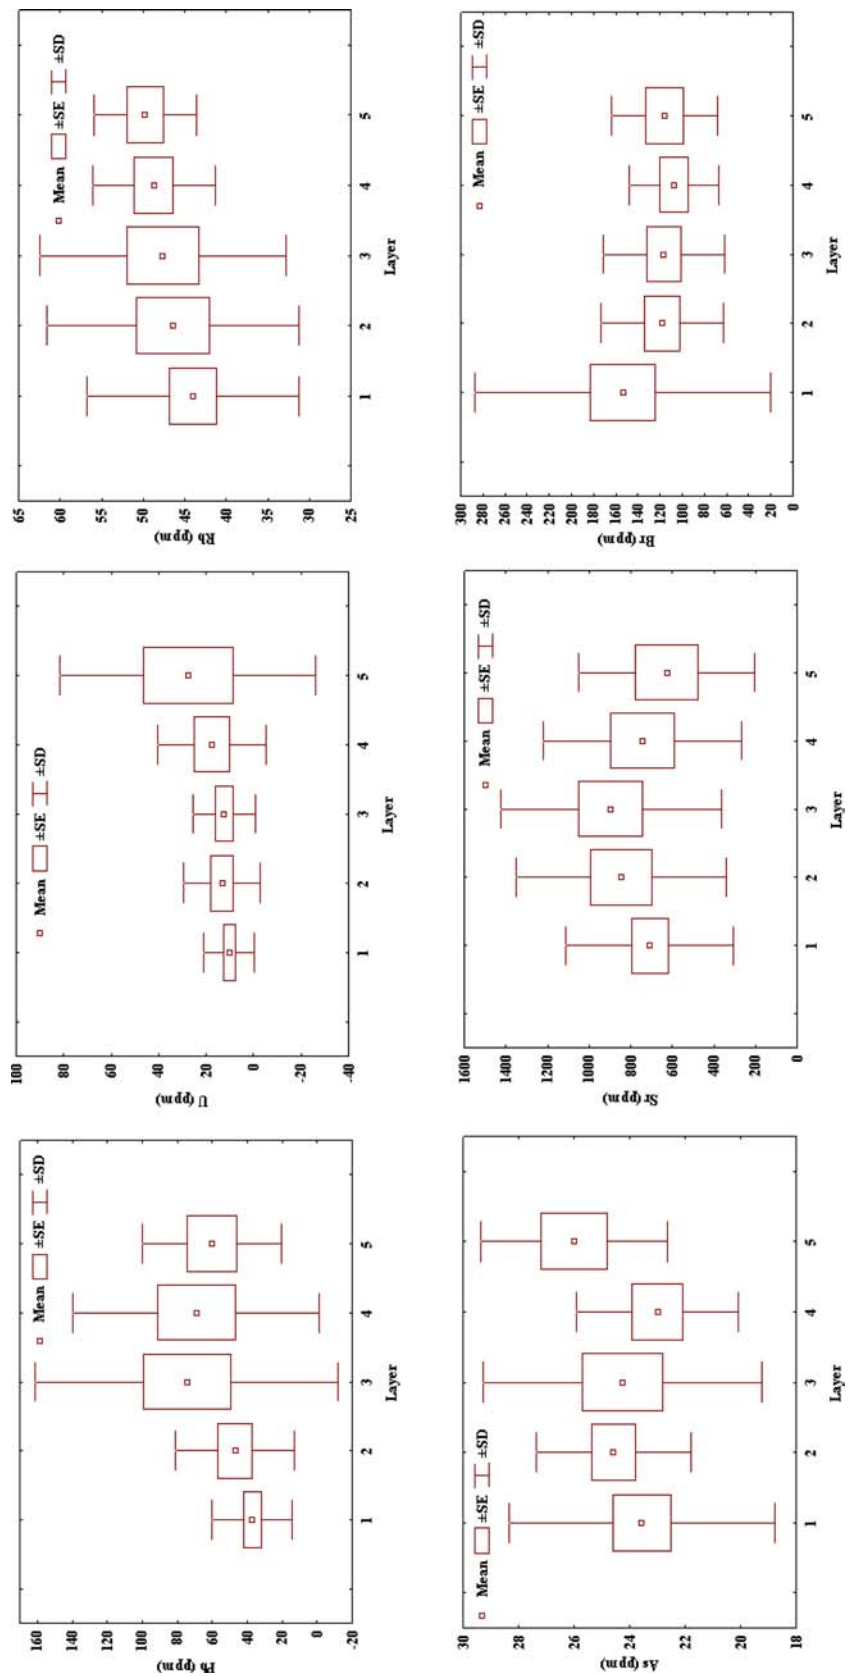 Mean ±SE ±SD
Pb (ppm)
160
140
120
100
80
60
40
20
0
-20
1 2 3 4 5
Layer
Mean ±SE ±SD
U (ppm)
100
80
60
40
20
0
-20
-40
1 2 3 4 5
Layer
Mean ±SE ±SD
Rb (ppm)
65
60
55
50
45
40
35
30
25
1 2 3 4 5
Layer
Mean ±SE ±SD
As (ppm)
30
28
26
24
22
20
18
1 2 3 4 5
Layer
Mean ±SE ±SD
Sr (ppm)
1600
1400
1200
1000
800
600
400
200
0
1 2 3 4 5
Layer
Mean ±SE ±SD
Br (ppm)
300
280
260
240
220
200
180
160
140
120
100
80
60
40
20
0
1 2 3 4 5
Layer